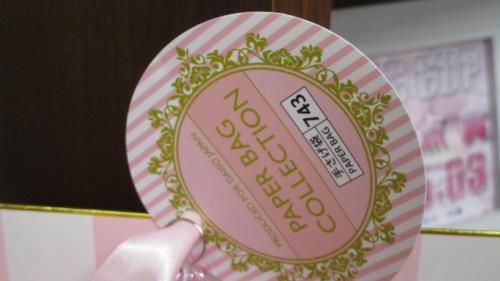 PAPER BAG
COLLECTION
PRODUCED FOR DAISO JAPAN
743
手さげ袋
PAPER BAG